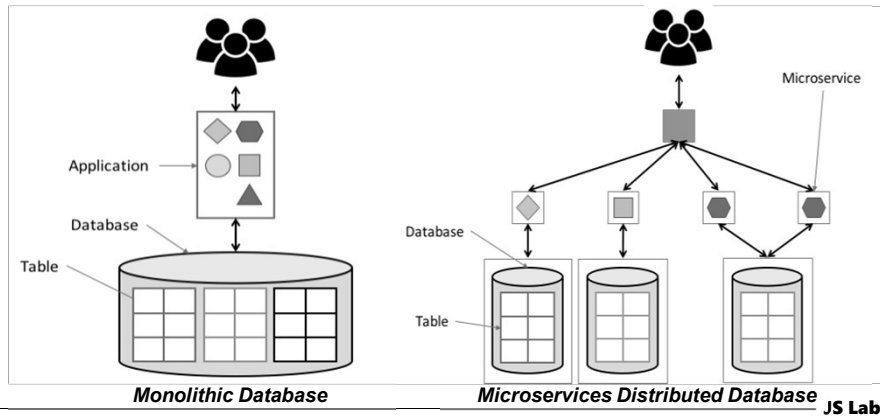 Application
Database
Table
Monolithic Database
Microservice
Database
Table
Microservices Distributed Database
JS Lab